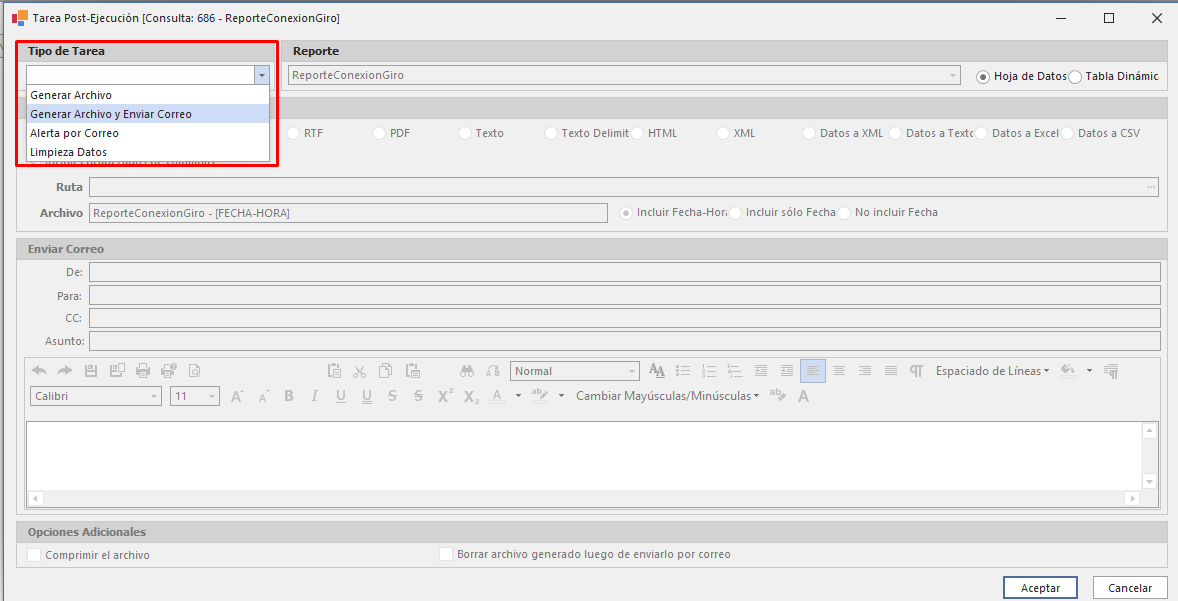 Tarea Post-Ejecución [Consulta: 686 - ReporteConexionGiro]
Tipo de Tarea
Reporte
ReporteConexionGiro
Hoja de Datos
Tabla Dinámic
Generar Archivo
Generar Archivo y Enviar Correo
Alerta por Correo
Limpieza Datos
RTF PDF Texto Texto Delimit HTML XML Datos a XML Datos a Texto Datos a Excel Datos a CSV
Ruta
...
Archivo ReporteConexionGiro - [FECHA-HORA] Incluir Fecha-Hora Incluir sólo Fecha No incluir Fecha
Enviar Correo
De:
Para:
CC:
Asunto:
Normal
Espaciado de Líneas
Calibri 11
Cambiar Mayúsculas/Minúsculas
Opciones Adicionales
Comprimir el archivo Borrar archivo generado luego de enviarlo por correo
Aceptar Cancelar